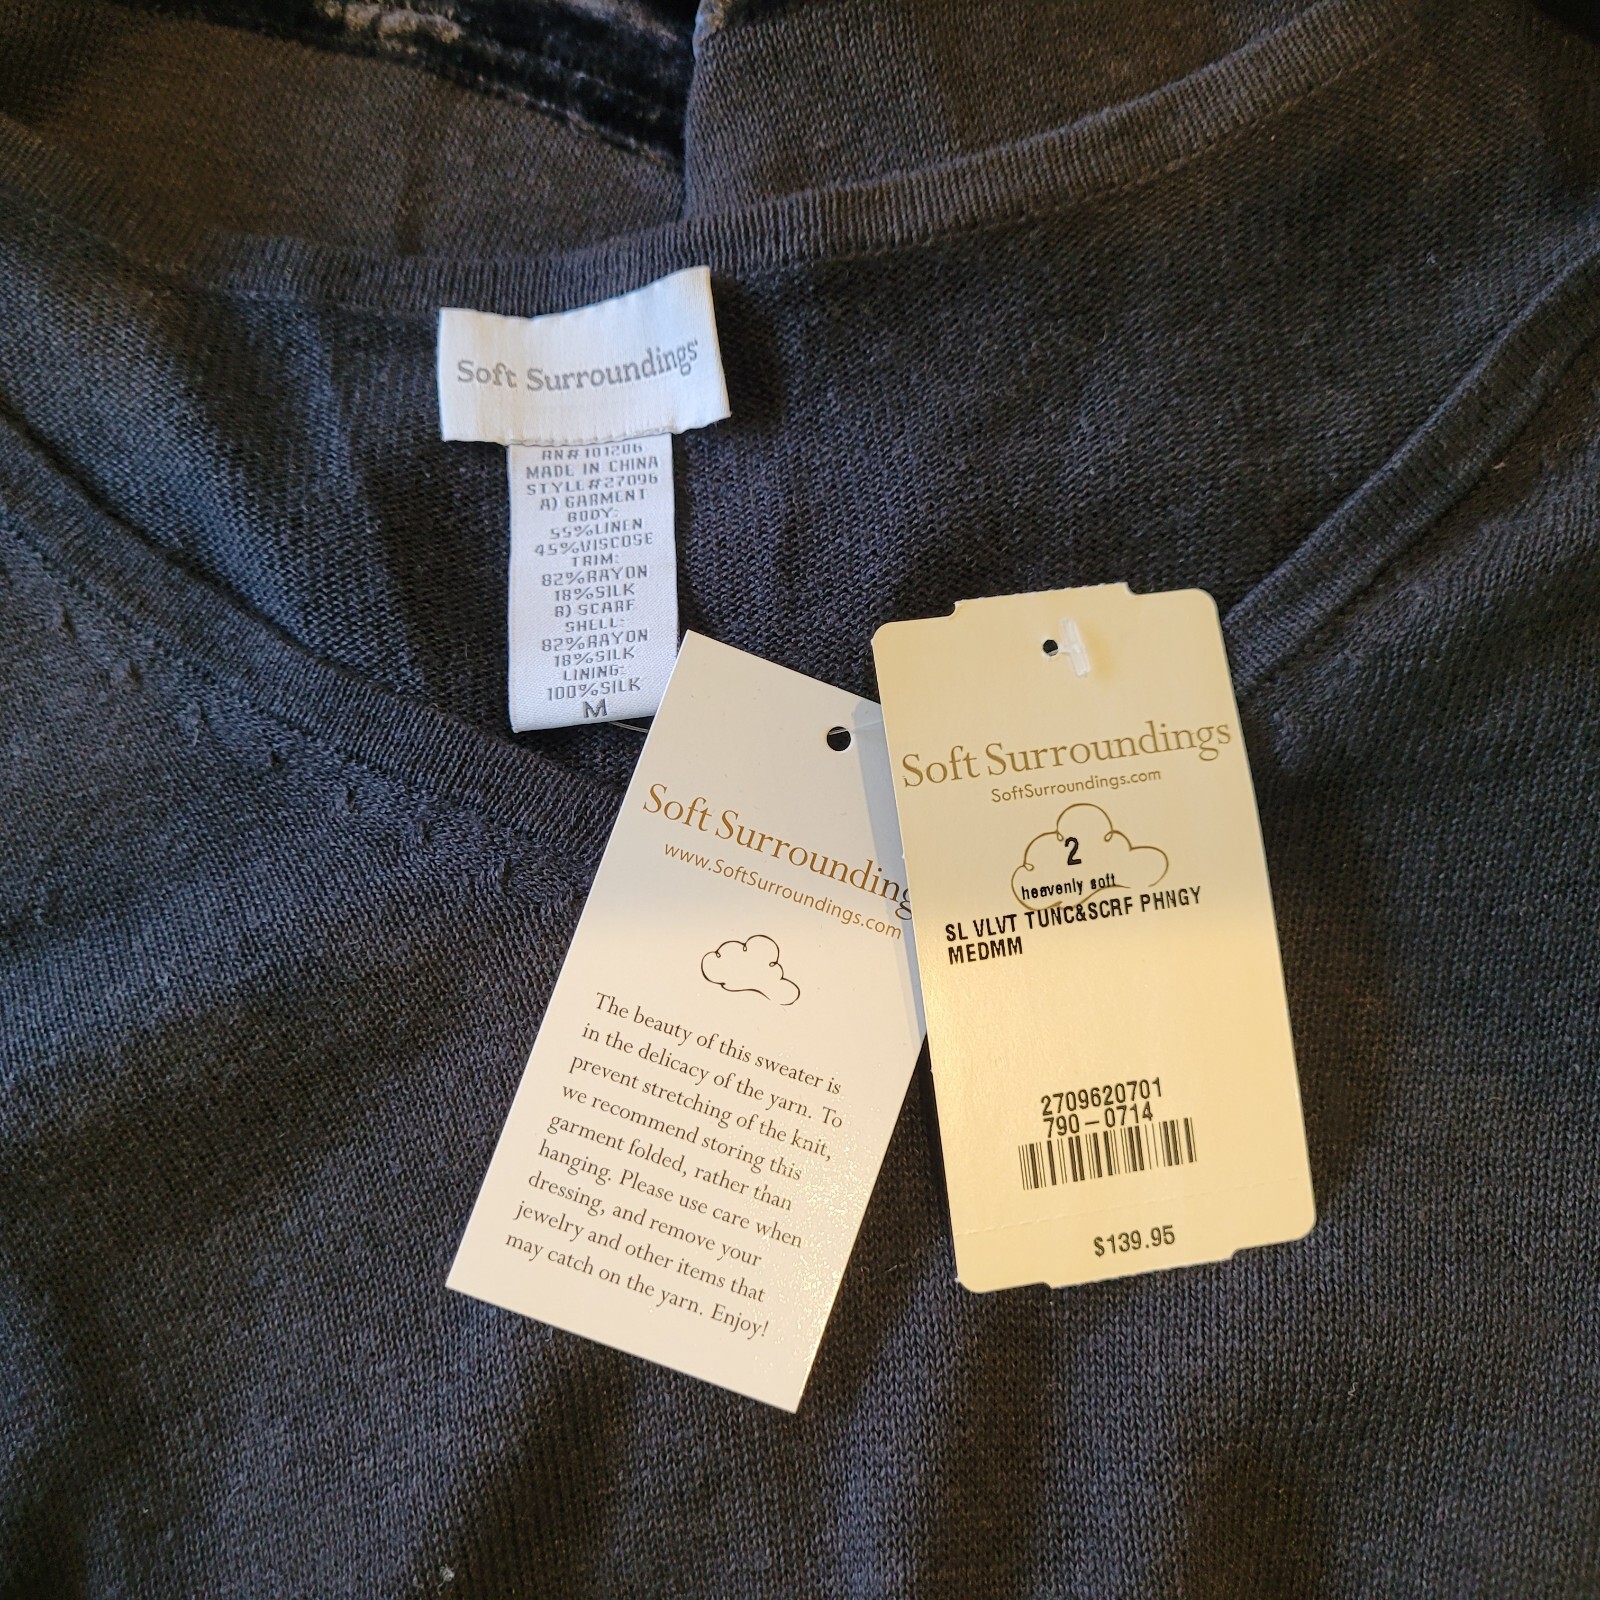 Soft Surroundings
RN# 101206
MADE IN CHINA
STYLE#27096
A) GARMENT
BODY:
55%LINEN
45%VISCOSE
TRIM:
82%RAYON
18%SILK
B) SCARF
SHELL:
82%RAYON
18%SILK
LINING:
100%SILK
M
Soft Surrounding
www.SoftSurroundings.com
The beauty of this sweater is
in the delicacy of the yarn. To
prevent stretching of the knit,
we recommend storing this
garment folded, rather than
hanging. Please use care when
dressing, and remove your
jewelry and other items that
may catch on the yarn. Enjoy!
Soft Surroundings
SoftSurroundings.com
2
heavenly soft
SL VLVT TUNC&SCRF PHNGY
MEDMM
2709620701
790-0714
$139.95